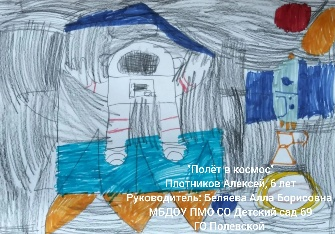 "Полёт в космос"
Плотников Алексей, 6 лет
Руководитель: Беляева Алла Борисовна
МБДОУ ПМО СО Детский сад 69
ГО Полевской